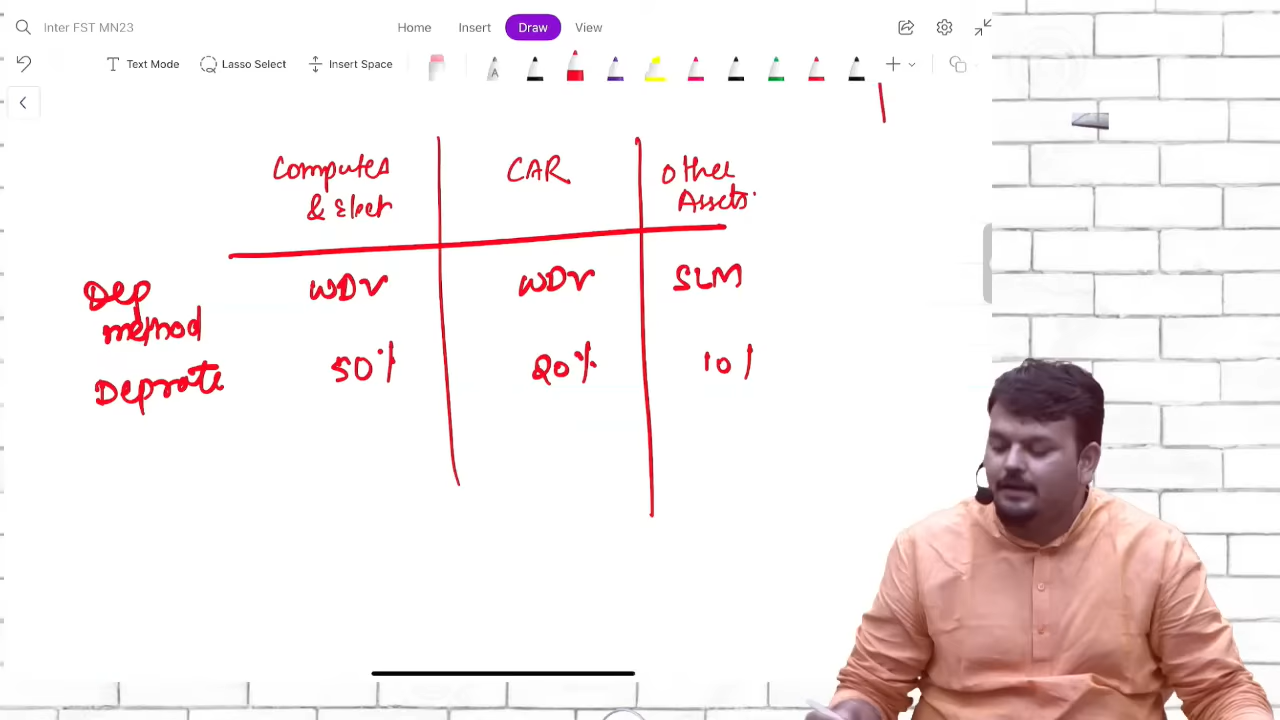 Inter FST MN23
Home Insert Draw View
Text Mode Lasso Select Insert Space
A
Computes CAR Other
& Elect Assets
Dep WDV WDV SLM
method
Deprate 50% 20% 10%